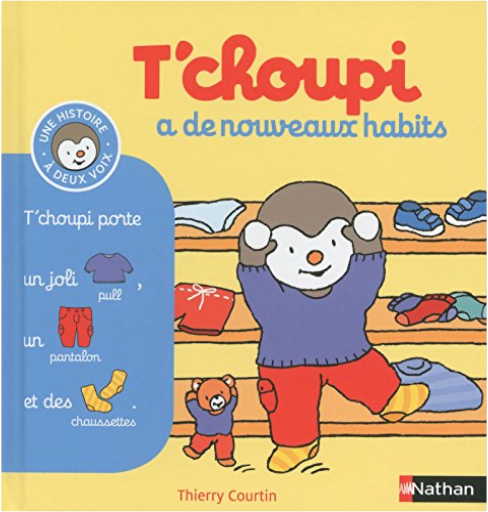 T'choupi
a de nouveaux habits
UNE HISTOIRE
À DEUX VOIX
T'choupi porte
un joli ,
pull
un
pantalon
et des .
chaussettes
Thierry Courtin
Nathan